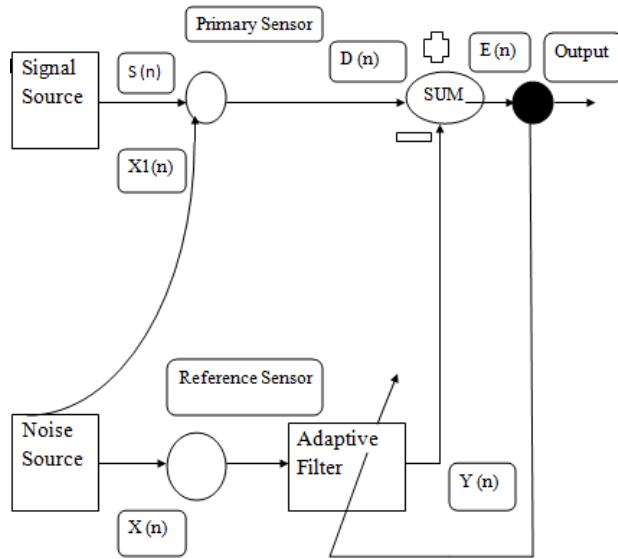 Primary Sensor
Signal
Source
S (n)
D (n)
E (n)
Output
SUM
X1(n)
Reference Sensor
Noise
Source
Adaptive
Filter
X (n)
Y (n)